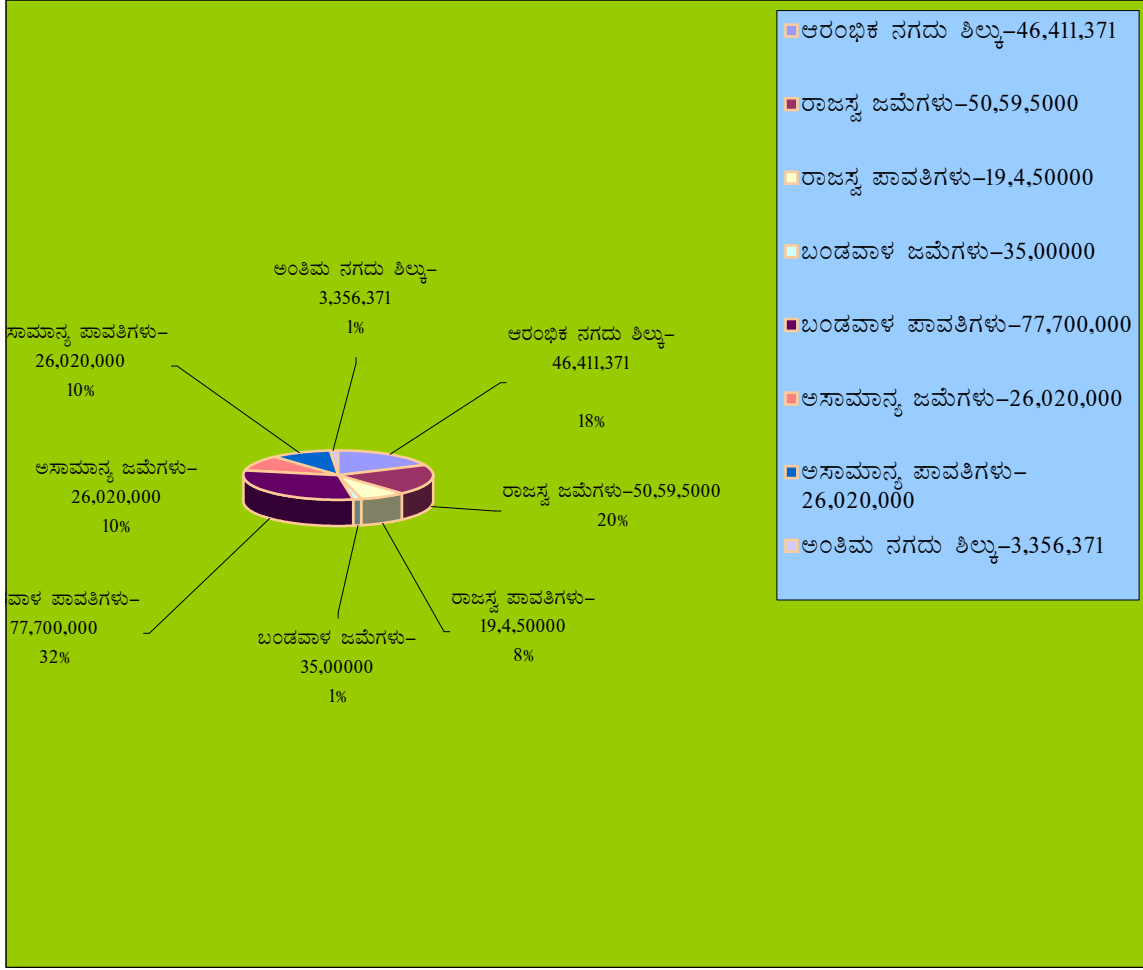 ಆರಂಭಿಕ ನಗದು ಶಿಲ್ಕು-46,411,371
ರಾಜಸ್ವ ಜಮೆಗಳು-50,59,5000
ರಾಜಸ್ವ ಪಾವತಿಗಳು-19,4,50000
ಬಂಡವಾಳ ಜಮೆಗಳು-35,00000
ಬಂಡವಾಳ ಪಾವತಿಗಳು-77,700,000
ಅಸಾಮಾನ್ಯ ಜಮೆಗಳು-26,020,000
ಅಸಾಮಾನ್ಯ ಪಾವತಿಗಳು-
26,020,000
ಅಂತಿಮ ನಗದು ಶಿಲ್ಕು-3,356,371
ಅಂತಿಮ ನಗದು ಶಿಲ್ಕು-
3,356,371
1%
ಸಾಮಾನ್ಯ ಪಾವತಿಗಳು-
26,020,000
10%
ಆರಂಭಿಕ ನಗದು ಶಿಲ್ಕು-
46,411,371
18%
ಅಸಾಮಾನ್ಯ ಜಮೆಗಳು-
26,020,000
10%
ರಾಜಸ್ವ ಜಮೆಗಳು-50,59,5000
20%
ವಾಳ ಪಾವತಿಗಳು-
77,700,000
32%
ಬಂಡವಾಳ ಜಮೆಗಳು-
35,00000
1%
ರಾಜಸ್ವ ಪಾವತಿಗಳು-
19,4,50000
8%